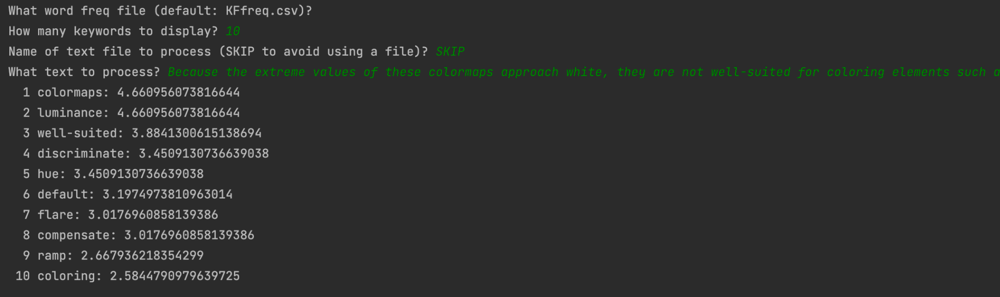 What word freq file (default: KFfreq.csv)?
How many keywords to display? 10
Name of text file to process (SKIP to avoid using a file)? SKIP
What text to process? Because the extreme values of these colormaps approach white, they are not well-suited for coloring elements such a
1 colormaps: 4.660956073816644
2 luminance: 4.660956073816644
3 well-suited: 3.8841300615138694
4 discriminate: 3.4509130736639038
5 hue: 3.4509130736639038
6 default: 3.1974973810963014
7 flare: 3.0176960858139386
8 compensate: 3.0176960858139386
9 ramp: 2.667936218354299
10 coloring: 2.5844790979639725